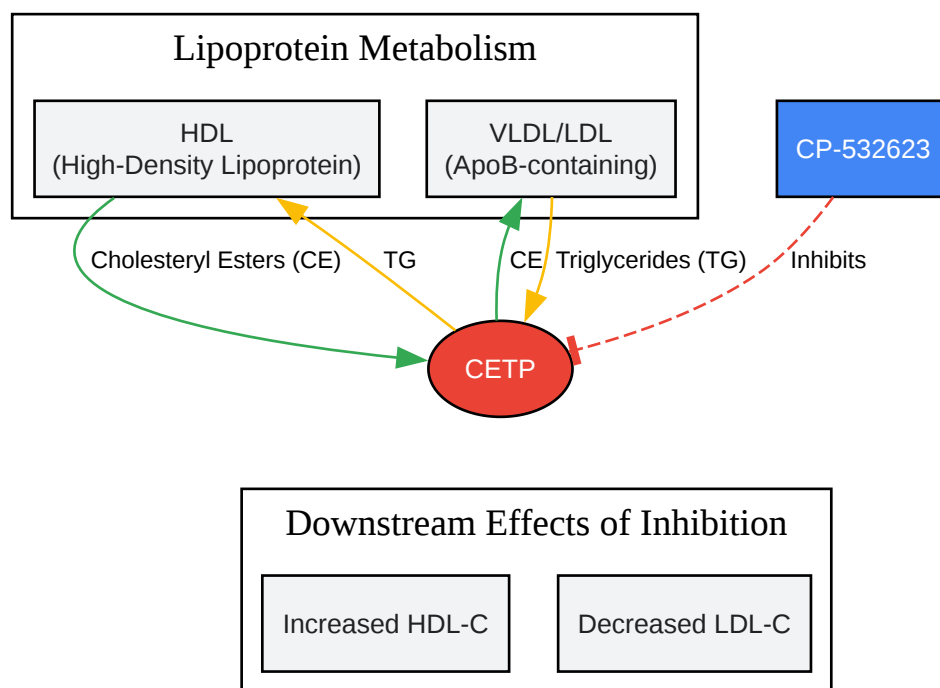 Lipoprotein Metabolism
HDL
(High-Density Lipoprotein)
VLDL/LDL
(ApoB-containing)
CP-532623
Cholesteryl Esters (CE)
TG
CE
Triglycerides (TG)
Inhibits
CETP
Downstream Effects of Inhibition
Increased HDL-C
Decreased LDL-C